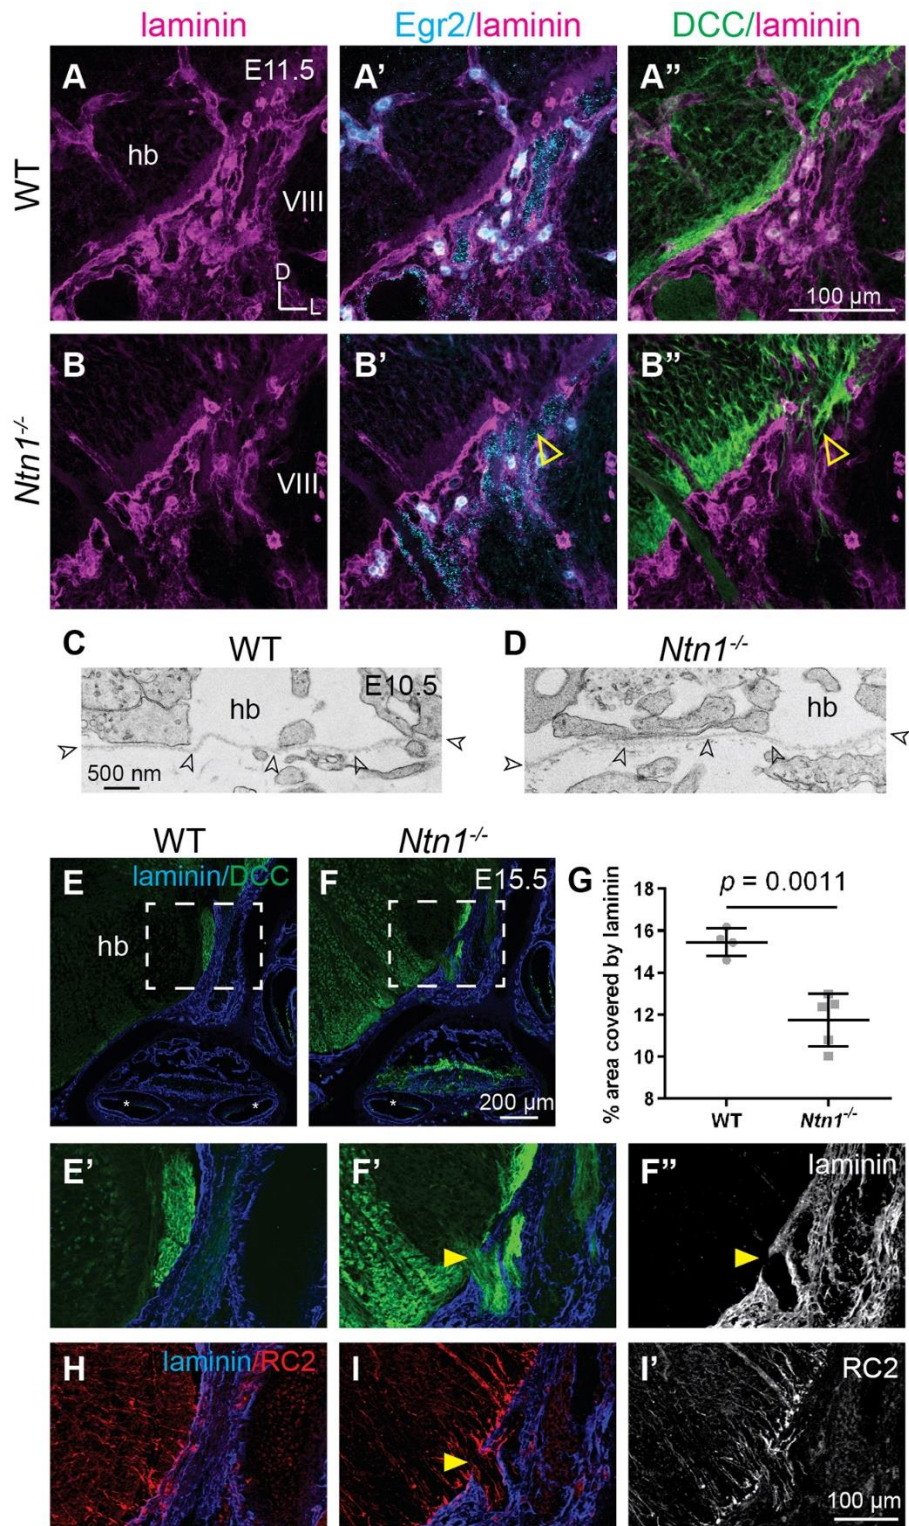 laminin Egr2/laminin DCC/laminin
WT
A E11.5 hb VIII D L
A'
A" 100 µm
Ntn1-/-
B VIII
B'
B"
C WT E10.5 hb 500 nm
D Ntn1-/- hb
WT Ntn1-/-
E laminin/DCC hb * *
F E15.5 * 200 µm
G p = 0.0011
% area covered by laminin
18
16
14
12
10
8
WT Ntn1-/-
E'
F'
F" laminin
H laminin/RC2
I
I' RC2 100 µm